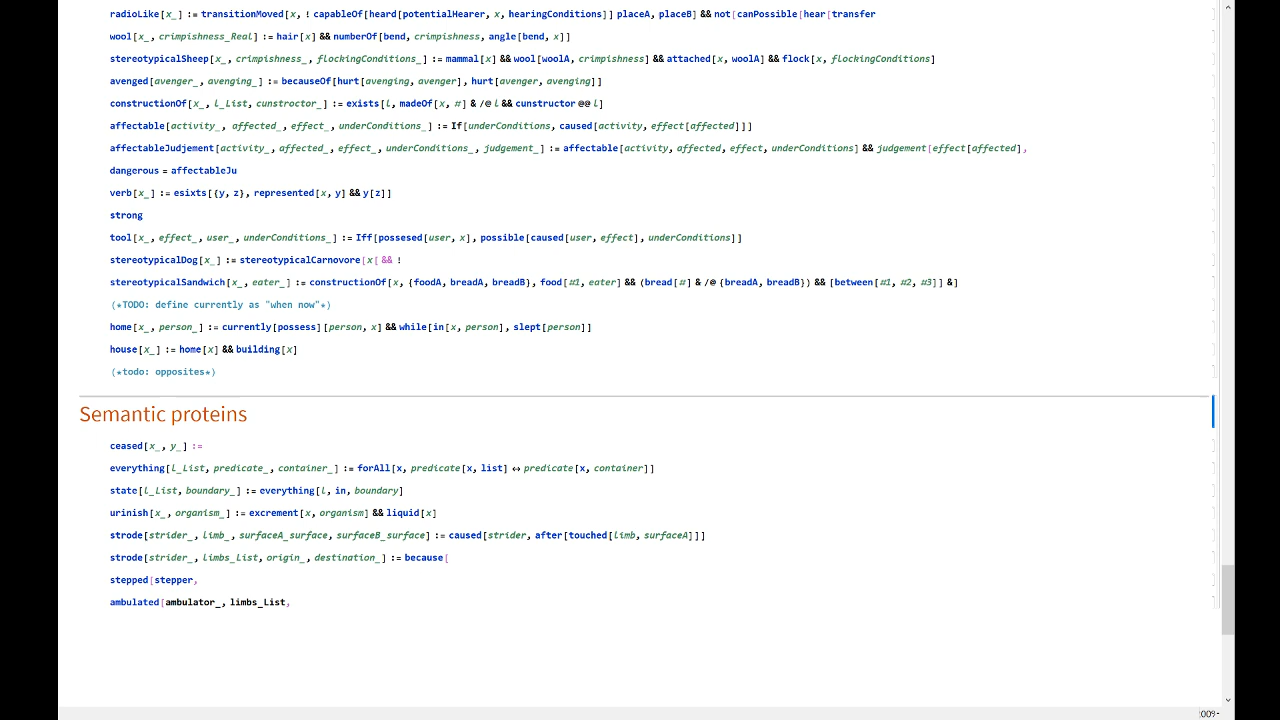 radioLike[x_] := transitionMoved[x, ! capableOf[heard[potentialHearer, x, hearingConditions]] placeA, placeB] && not[canPossible[hear[transfer
wool[x_, crimpishness_Real] := hair[x] && numberOf[bend, crimpishness, angle[bend, x]]
stereotypicalSheep[x_, crimpishness_, flockingConditions_] := mammal[x] && wool[woolA, crimpishness] && attached[x, woolA] && flock[x, flockingConditions]
avenged[avenger_, avenging_] := becauseOf[hurt[avenging, avenger], hurt[avenger, avenging]]
constructionOf[x_, l_List, cunstroctor_] := exists[l, madeOf[x, #] & /@ l && cunstructor @@ l]
affectable[activity_, affected_, effect_, underConditions_] := If[underConditions, caused[activity, effect[affected]]]
affectableJudjement[activity_, affected_, effect_, underConditions_, judgement_] := affectable[activity, affected, effect, underConditions] && judgement[effect[affected],
dangerous = affectableJu
verb[x_] := esixts[{y, z}, represented[x, y] && y[z]]
strong
tool[x_, effect_, user_, underConditions_] := Iff[possesed[user, x], possible[caused[user, effect], underConditions]]
stereotypicalDog[x_] := stereotypicalCarnovore[x[ && !
stereotypicalSandwich[x_, eater_] := constructionOf[x, {foodA, breadA, breadB}, food[#1, eater] && (bread[#] & /@ {breadA, breadB}) && [between[#1, #2, #3]] &]
(*TODO: define currently as "when now"*)
home[x_, person_] := currently[possess][person, x] && while[in[x, person], slept[person]]
house[x_] := home[x] && building[x]
(*todo: opposites*)
Semantic proteins
ceased[x_, y_] :=
everything[l_List, predicate_, container_] := forAll[x, predicate[x, list] ↔ predicate[x, container]]
state[l_List, boundary_] := everything[l, in, boundary]
urinish[x_, organism_] := excrement[x, organism] && liquid[x]
strode[strider_, limb_, surfaceA_surface, surfaceB_surface] := caused[strider, after[touched[limb, surfaceA]]]
strode[strider_, limbs_List, origin_, destination_] := because[
stepped[stepper,
ambulated[ambulator_, limbs_List,